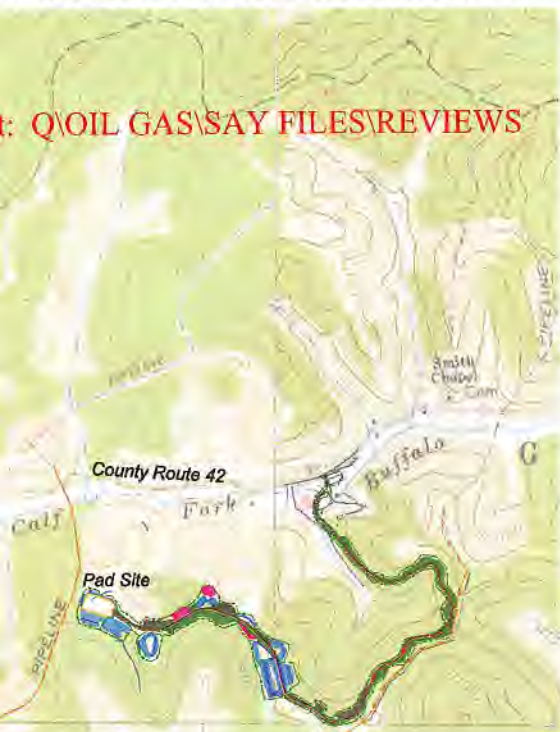 t: Q\OIL GAS\SAY FILES\REVIEWS
PIPELINE
PIPELINE
Smith
Chapel
Cem
County Route 42
Buffalo
G
Calf
Fork
Pad Site
PIPELINE